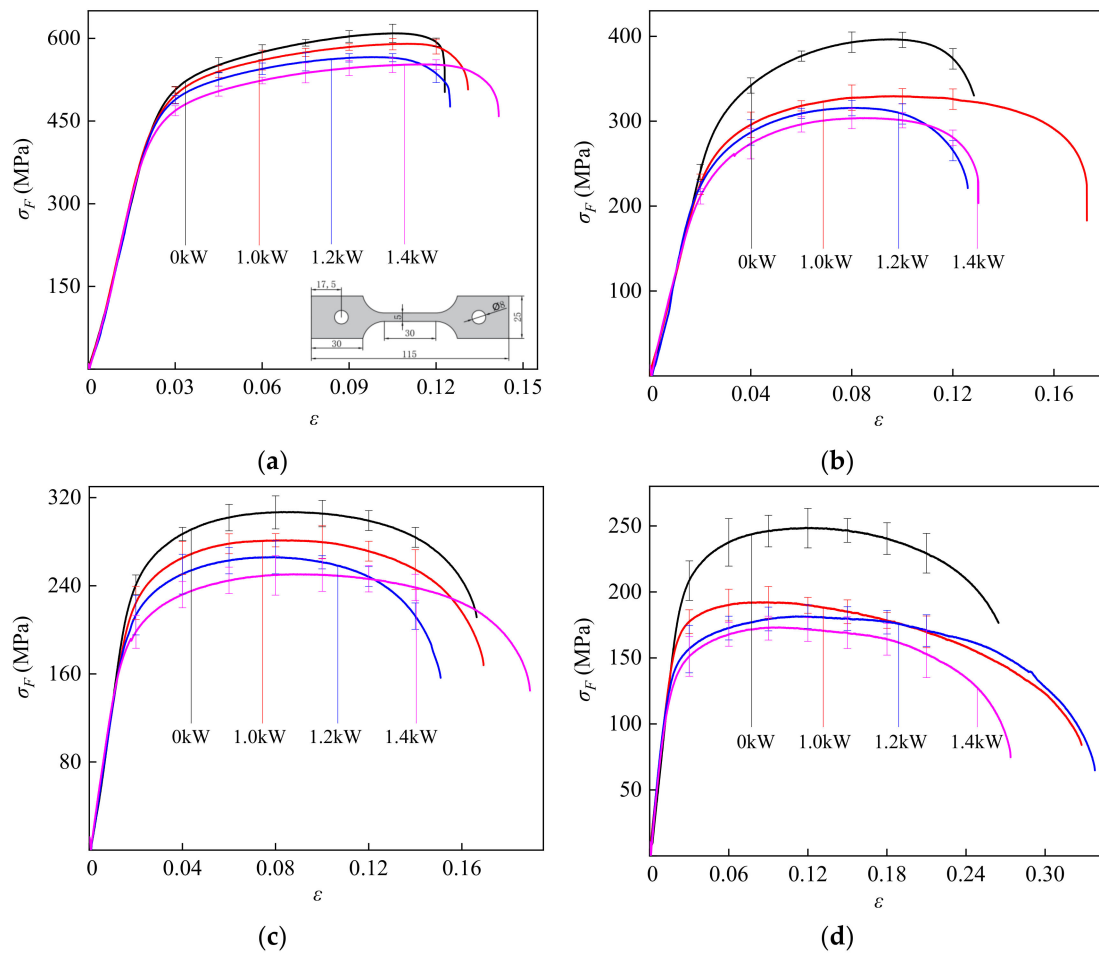 600
450
300
150
σF (MPa)
0kW 1.0kW 1.2kW 1.4kW
17,5
Ø8
5
25
30
30
115
0 0.03 0.06 0.09 0.12 0.15
ε
(a)
400
300
200
100
σF (MPa)
0kW 1.0kW 1.2kW 1.4kW
0 0.04 0.08 0.12 0.16
ε
(b)
320
240
160
80
σF (MPa)
0kW 1.0kW 1.2kW 1.4kW
0 0.04 0.08 0.12 0.16
ε
(c)
250
200
150
100
50
0
σF (MPa)
0kW 1.0kW 1.2kW 1.4kW
0 0.06 0.12 0.18 0.24 0.30
ε
(d)